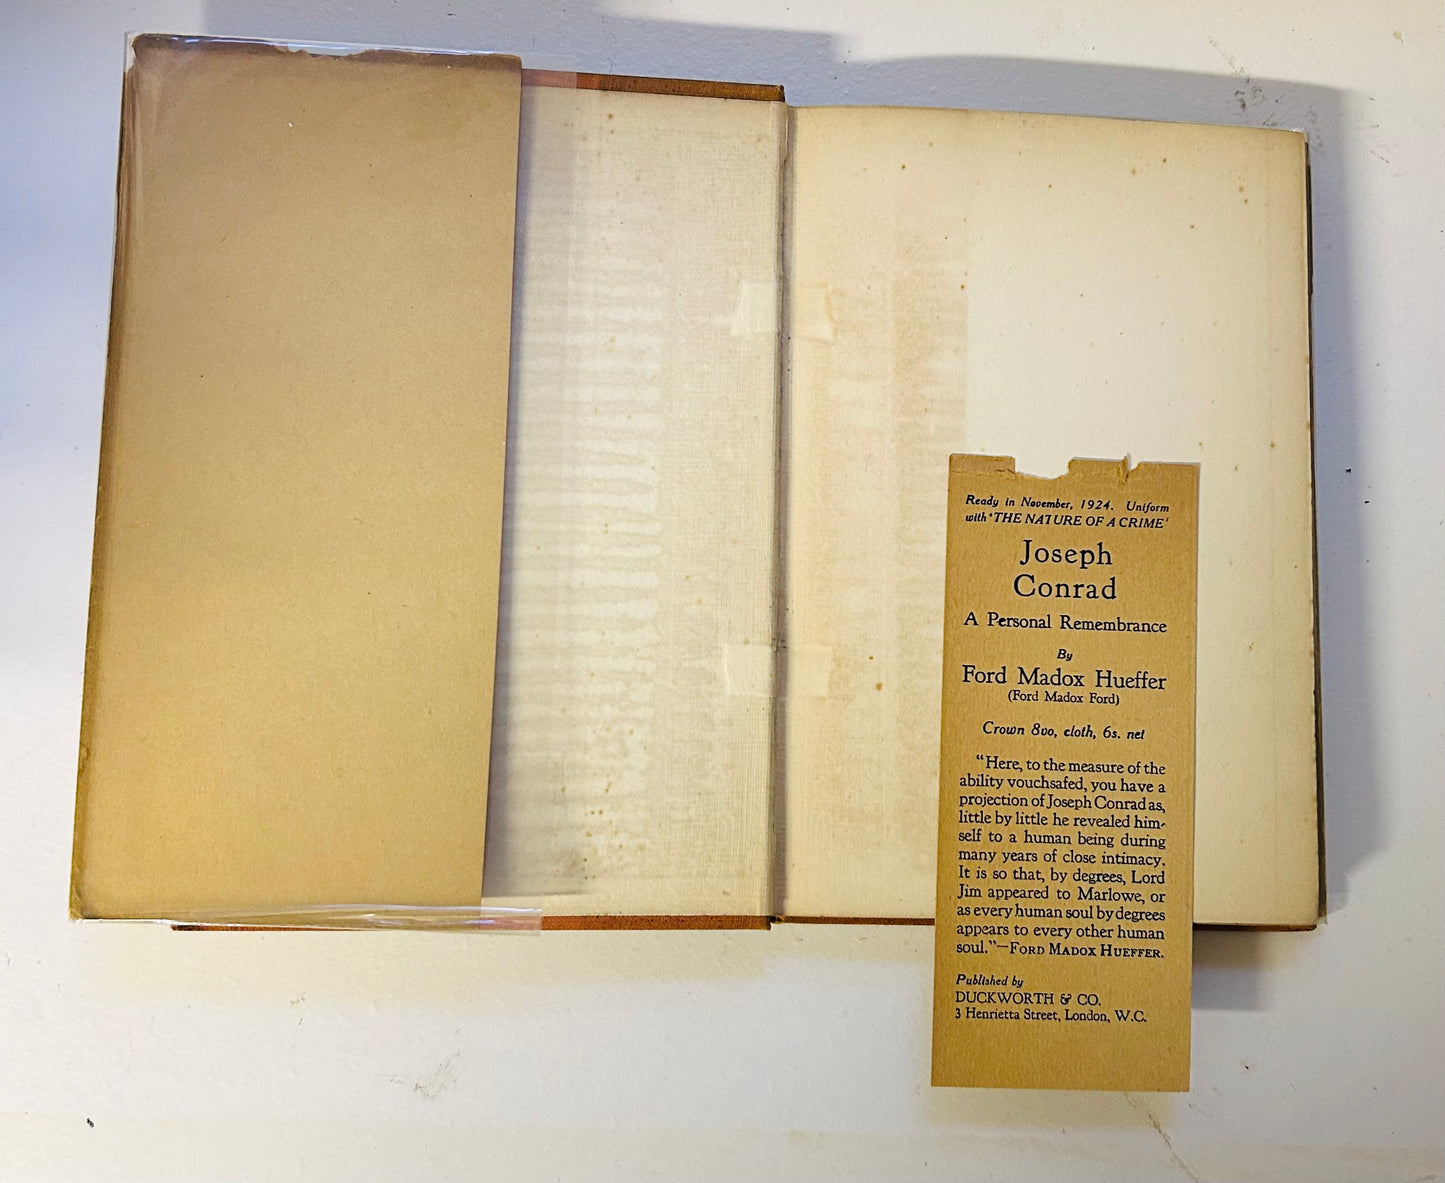 Ready in November, 1924. Uniform
with 'THE NATURE OF A CRIME'
Joseph
Conrad
A Personal Remembrance
By
Ford Madox Hueffer
(Ford Madox Ford)
Crown 8vo, cloth, 6s. net
"Here, to the measure of the
ability vouchsafed, you have a
projection of Joseph Conrad as,
little by little he revealed him-
self to a human being during
many years of close intimacy.
It is so that, by degrees, Lord
Jim appeared to Marlowe, or
as every human soul by degrees
appears to every other human
soul."—FORD MADOX HUEFFER.
Published by
DUCKWORTH & CO.
3 Henrietta Street, London, W.C.